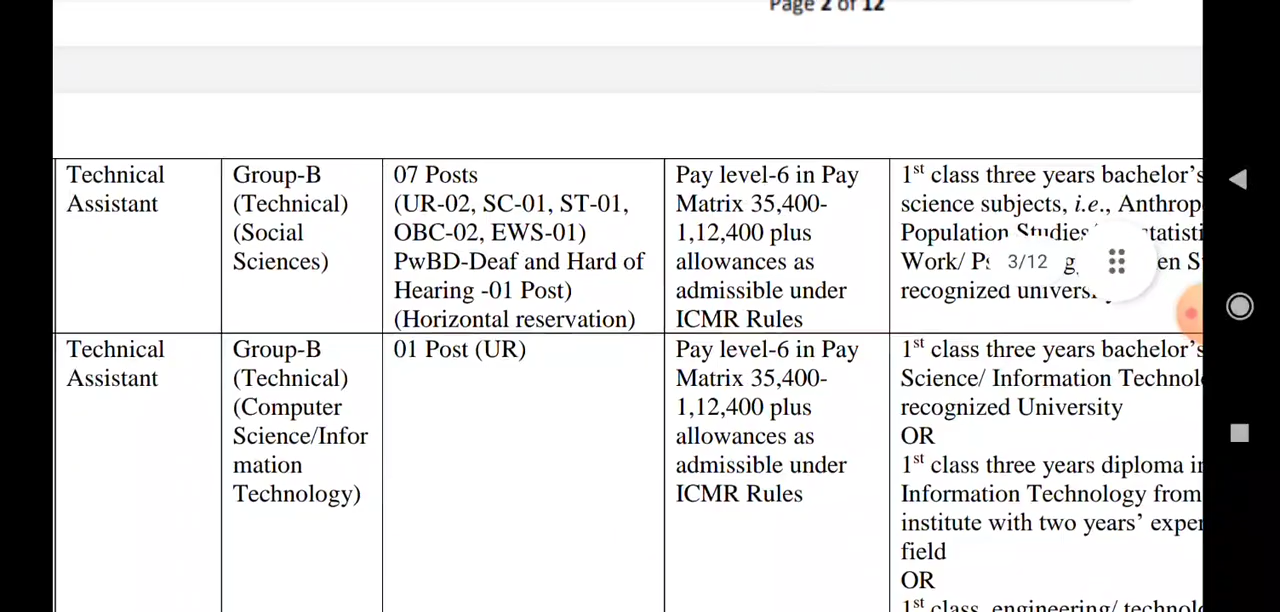 Page 2 of 12
Technical
Assistant
Group-B
(Technical)
(Social
Sciences)
07 Posts
(UR-02, SC-01, ST-01,
OBC-02, EWS-01)
PwBD-Deaf and Hard of
Hearing -01 Post)
(Horizontal reservation)
Pay level-6 in Pay
Matrix 35,400-
1,12,400 plus
allowances as
admissible under
ICMR Rules
1st class three years bachelor's
science subjects, i.e., Anthrop
Population Studies
Work/
recognized
3/12
Technical
Assistant
Group-B
(Technical)
(Computer
Science/Infor
mation
Technology)
01 Post (UR)
Pay level-6 in Pay
Matrix 35,400-
1,12,400 plus
allowances as
admissible under
ICMR Rules
1st class three years bachelor's
Science/ Information Technol
recognized University
OR
1st class three years diploma in
Information Technology from
institute with two years' exper
field
OR
1st class engineering/ technol